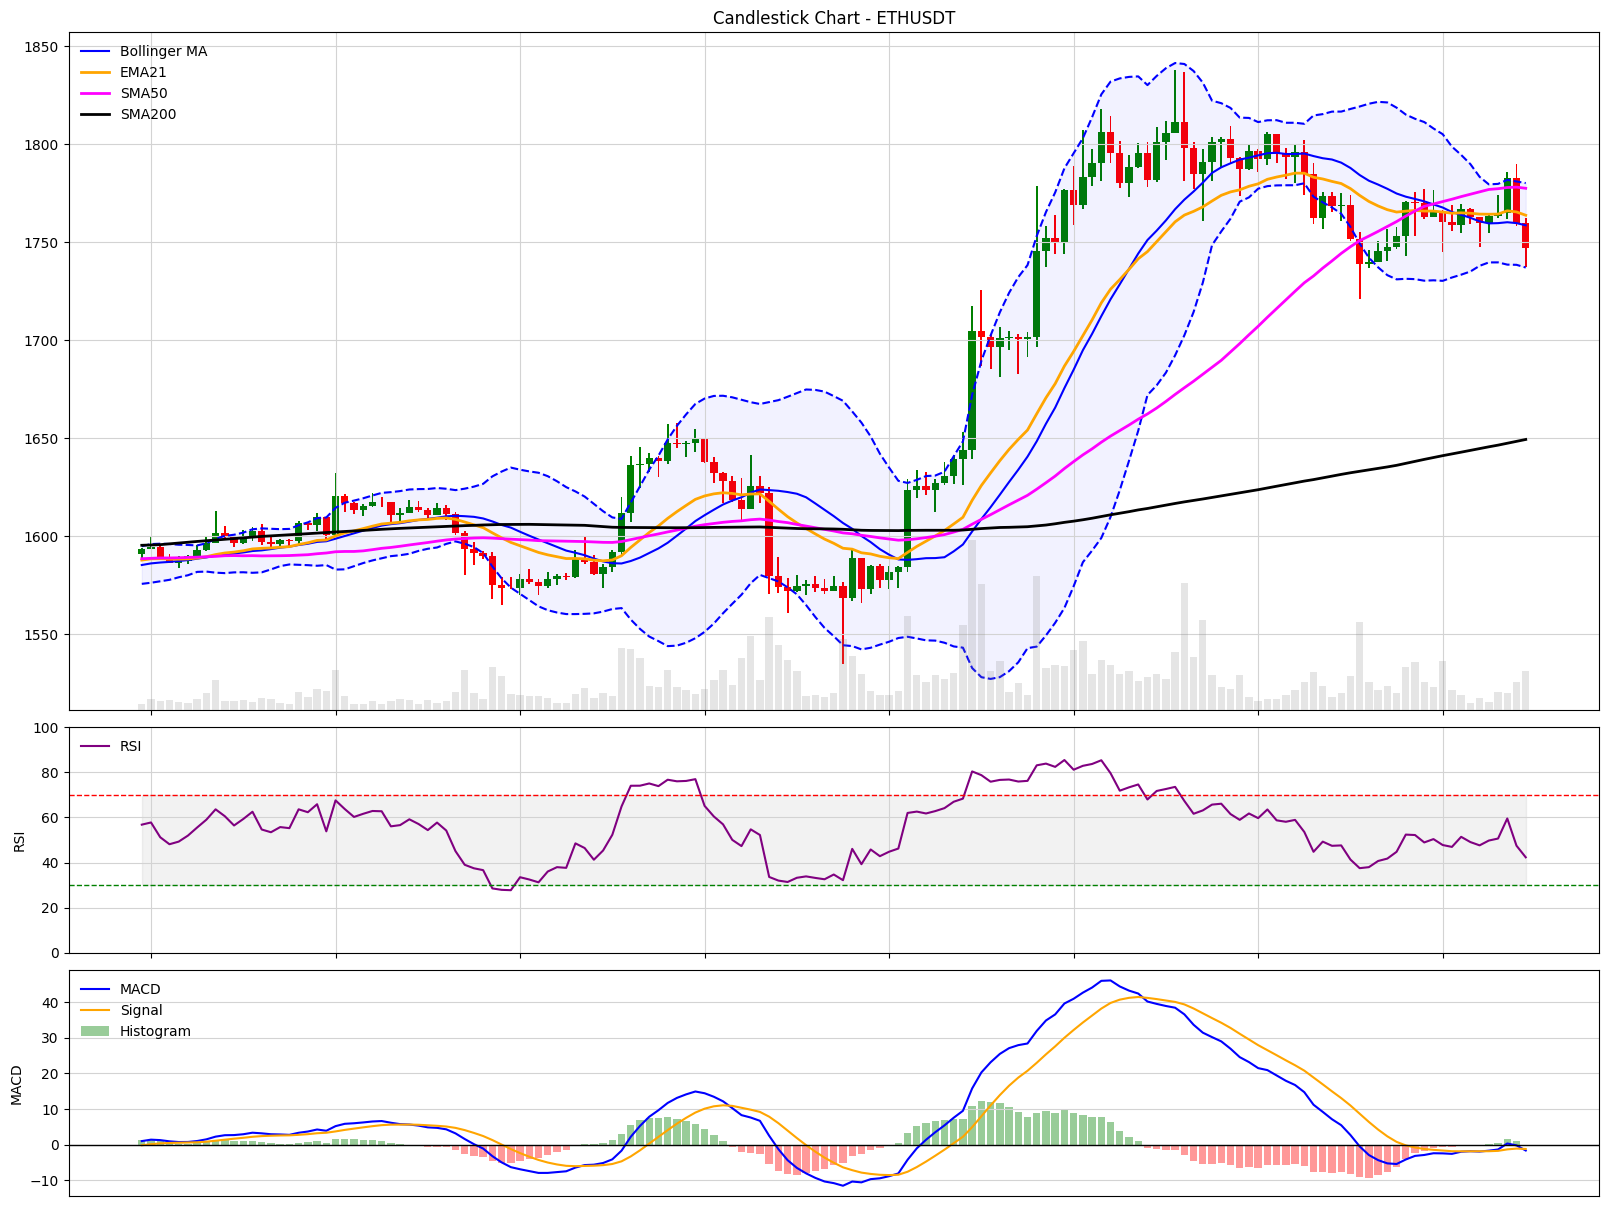 Candlestick Chart - ETHUSDT
Bollinger MA
EMA21
SMA50
SMA200
1850
1800
1750
1700
1650
1600
1550
RSI
100
80
60
40
20
0
RSI
MACD
Signal
Histogram
40
30
20
10
0
−10
MACD